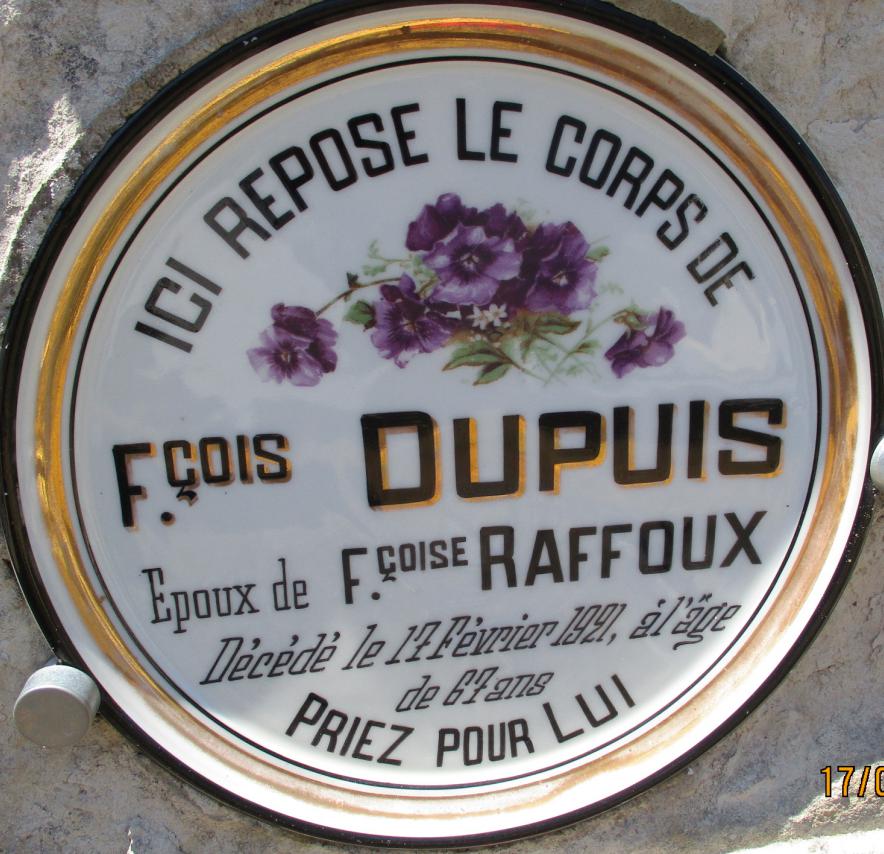 ICI REPOSE LE CORPS DE
F.ÇOIS DUPUIS
Epoux de F.ÇOISE RAFFOUX
Décédé le 17 Février 1921, à l'âge
de 67 ans
PRIEZ POUR LUI
17/0